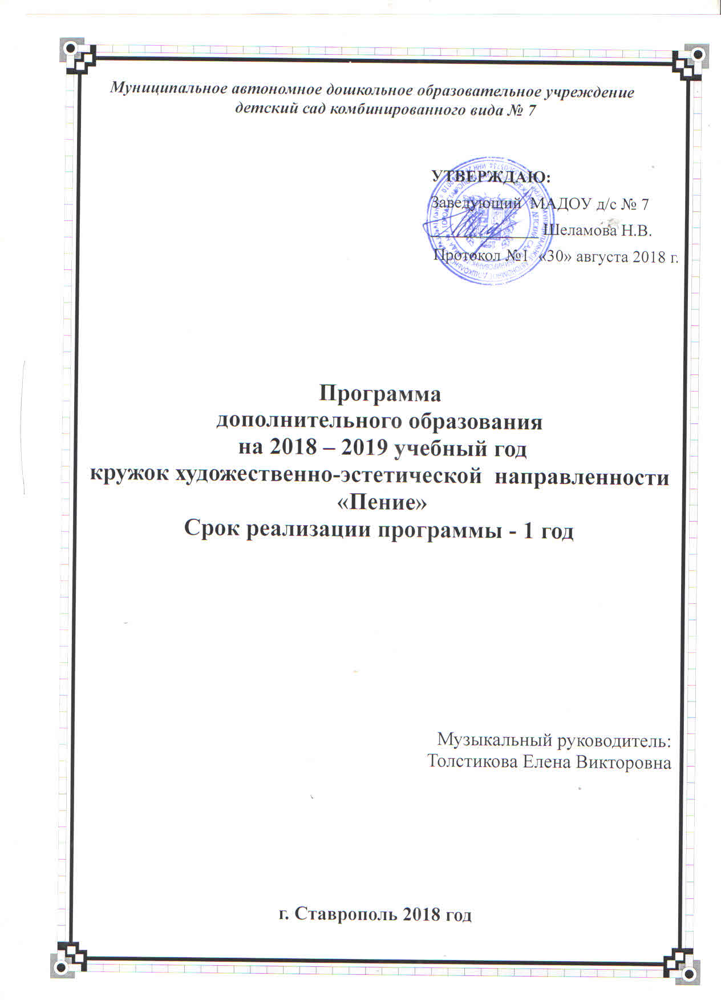 Муниципальное автономное дошкольное образовательное учреждение
детский сад комбинированного вида № 7
УТВЕРЖДАЮ:
Заведующий МАДОУ д/с № 7
Шеламова Н.В.
Протокол №1 «30» августа 2018 г.
Программа
дополнительного образования
на 2018 – 2019 учебный год
кружок художественно-эстетической направленности
«Пение»
Срок реализации программы - 1 год
Музыкальный руководитель:
Толстикова Елена Викторовна
г. Ставрополь 2018 год